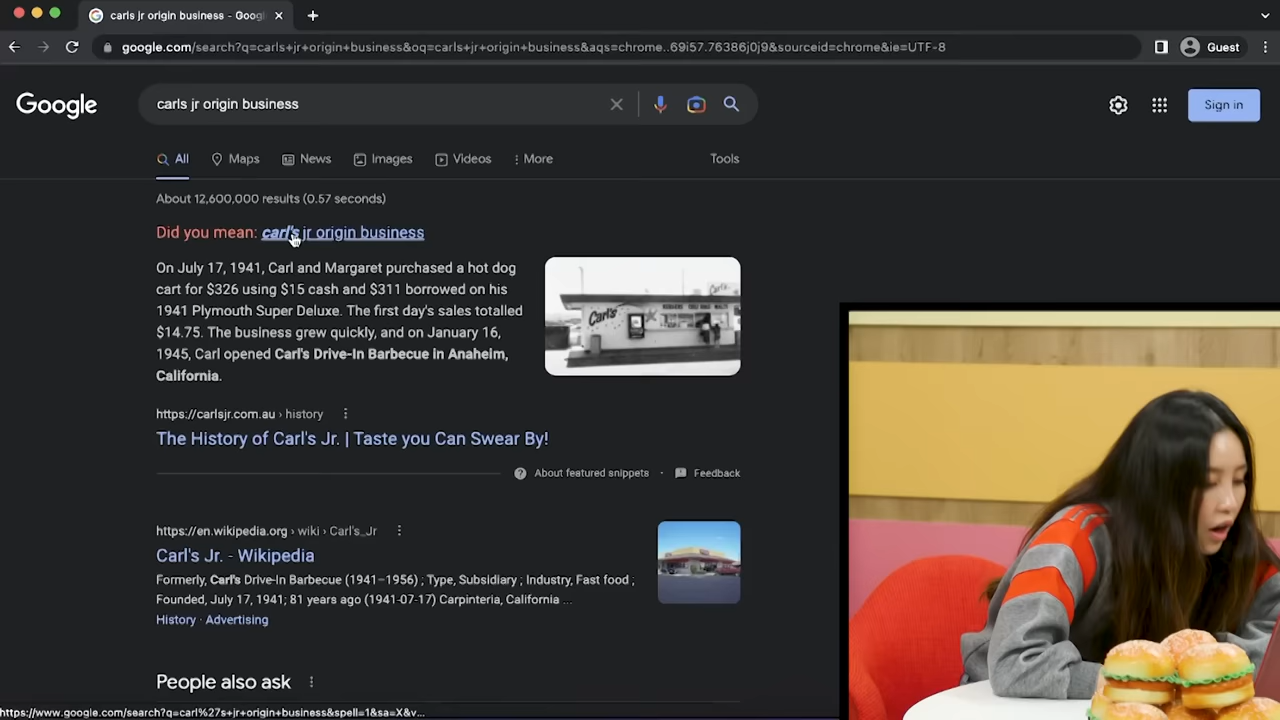 carls jr origin business - Goog
google.com/search?q=carls+jr+origin+business&oq=carls+jr+origin+business&aqs=chrome..69i57.76386j0j9&sourceid=chrome&ie=UTF-8
Guest
Google
carls jr origin business
Sign in
All
Maps
News
Images
Videos
More
Tools
About 12,600,000 results (0.57 seconds)
Did you mean: carl's jr origin business
On July 17, 1941, Carl and Margaret purchased a hot dog
cart for $326 using $15 cash and $311 borrowed on his
1941 Plymouth Super Deluxe. The first day's sales totalled
$14.75. The business grew quickly, and on January 16,
1945, Carl opened Carl's Drive-In Barbecue in Anaheim,
California.
Carl's
Carl's
https://carlsjr.com.au › history
The History of Carl's Jr. | Taste you Can Swear By!
About featured snippets · Feedback
https://en.wikipedia.org › wiki › Carl's_Jr
Carl's Jr. - Wikipedia
Formerly, Carl's Drive-In Barbecue (1941–1956) ; Type, Subsidiary ; Industry, Fast food ;
Founded, July 17, 1941; 81 years ago (1941-07-17) Carpinteria, California ...
History · Advertising
People also ask
https://www.google.com/search?q=carl%27s+jr+origin+business&spell=1&sa=X&v...